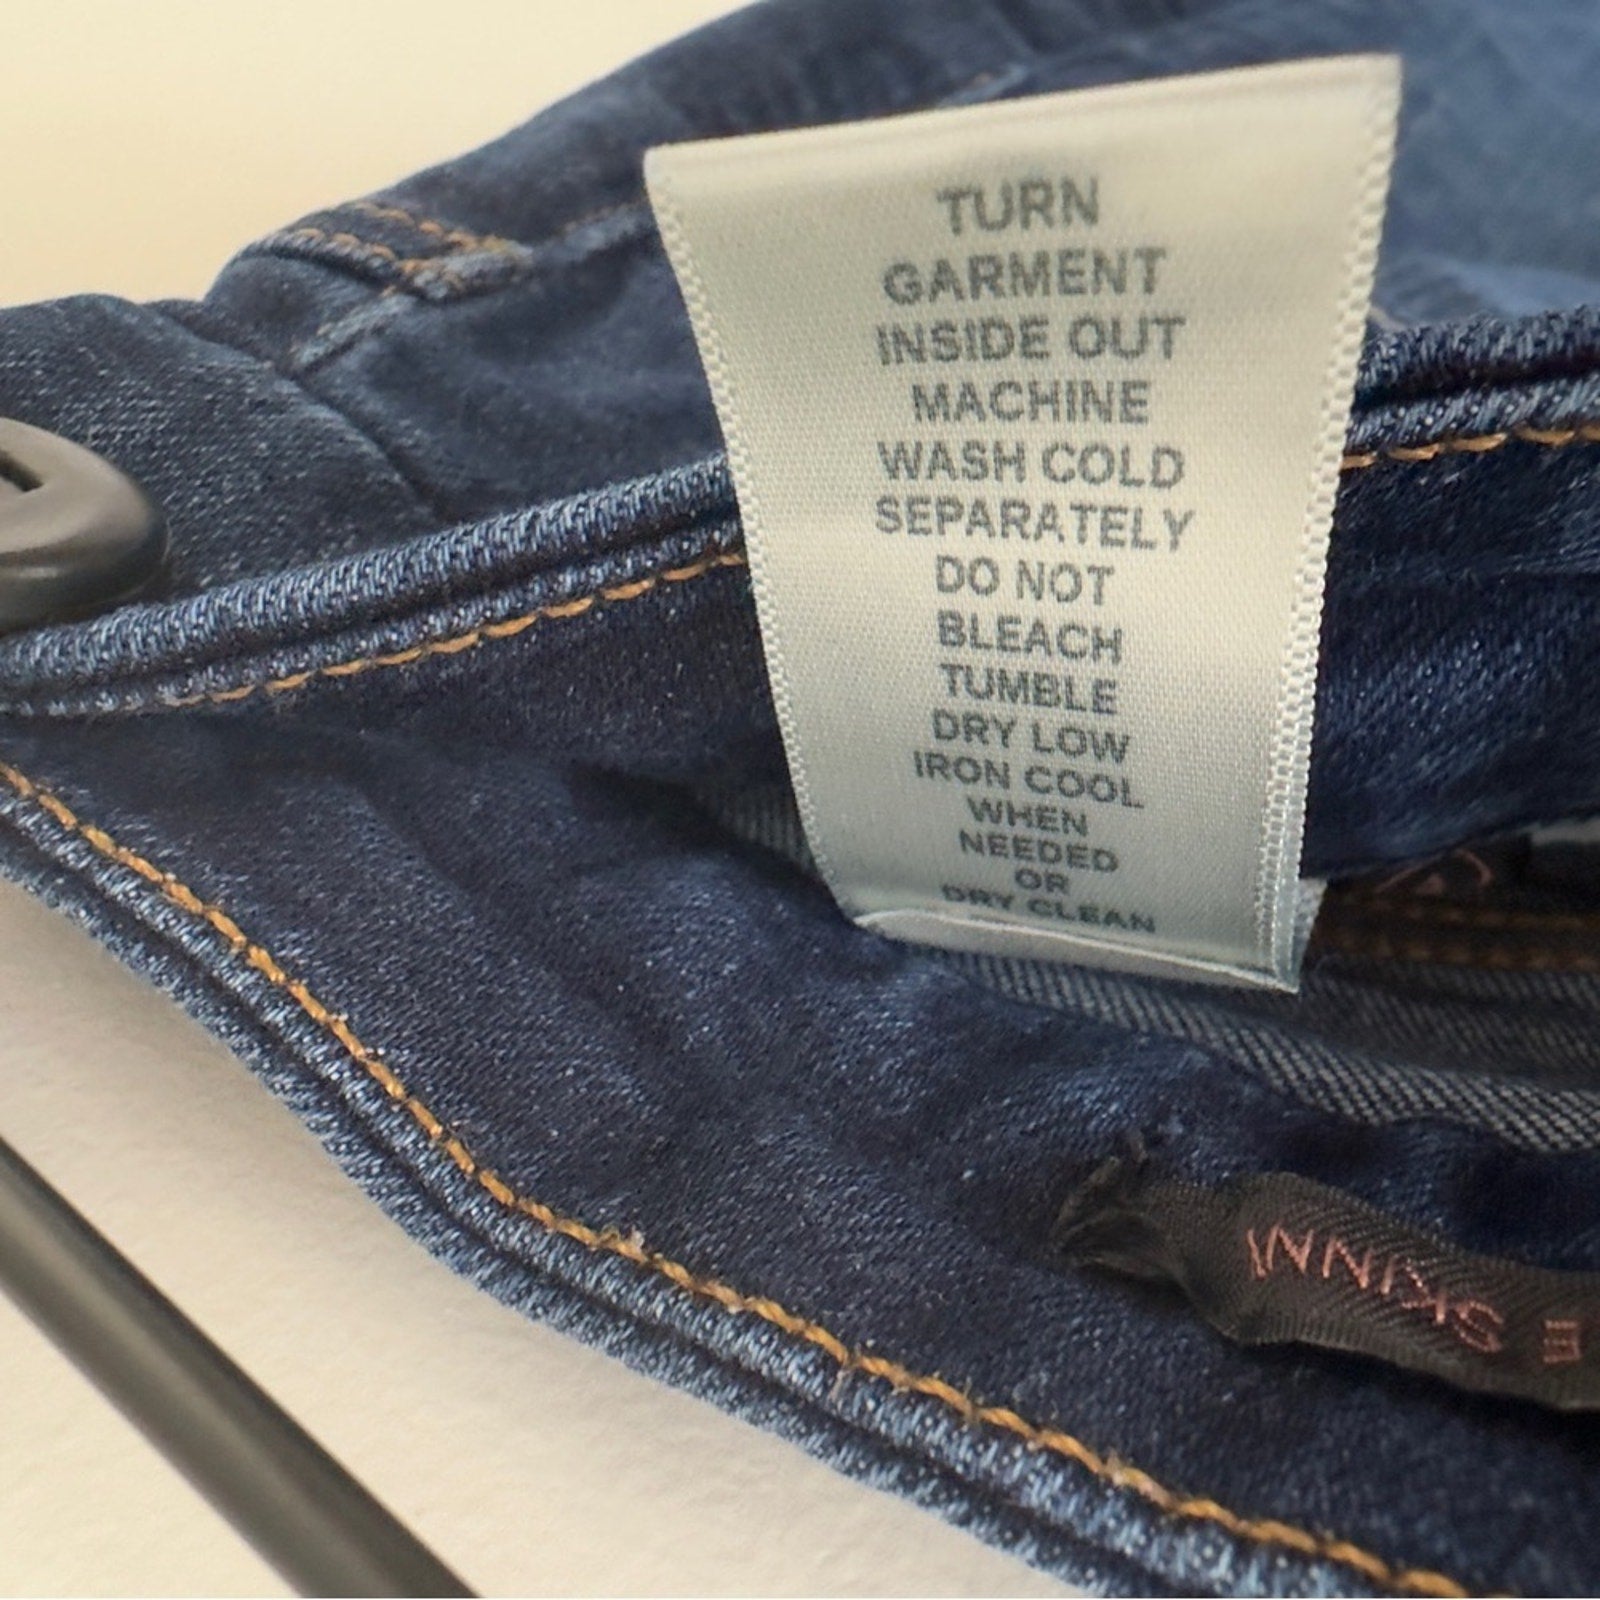 TURN
GARMENT
INSIDE OUT
MACHINE
WASH COLD
SEPARATELY
DO NOT
BLEACH
TUMBLE
DRY LOW
IRON COOL
WHEN
NEEDED
OR
DRY CLEAN
E SKINNY